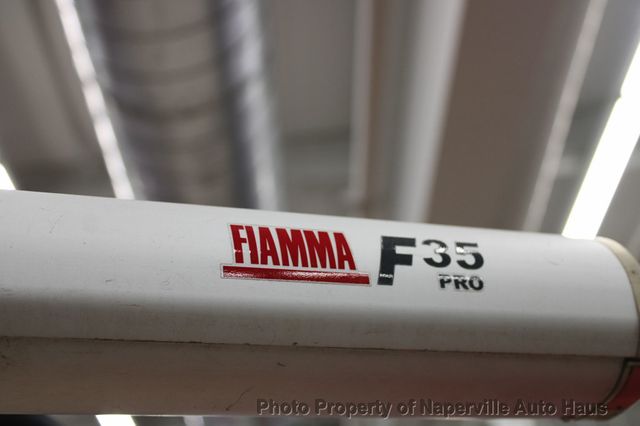 FIAMMA F35
PRO
Photo Property of Naperville Auto Haus